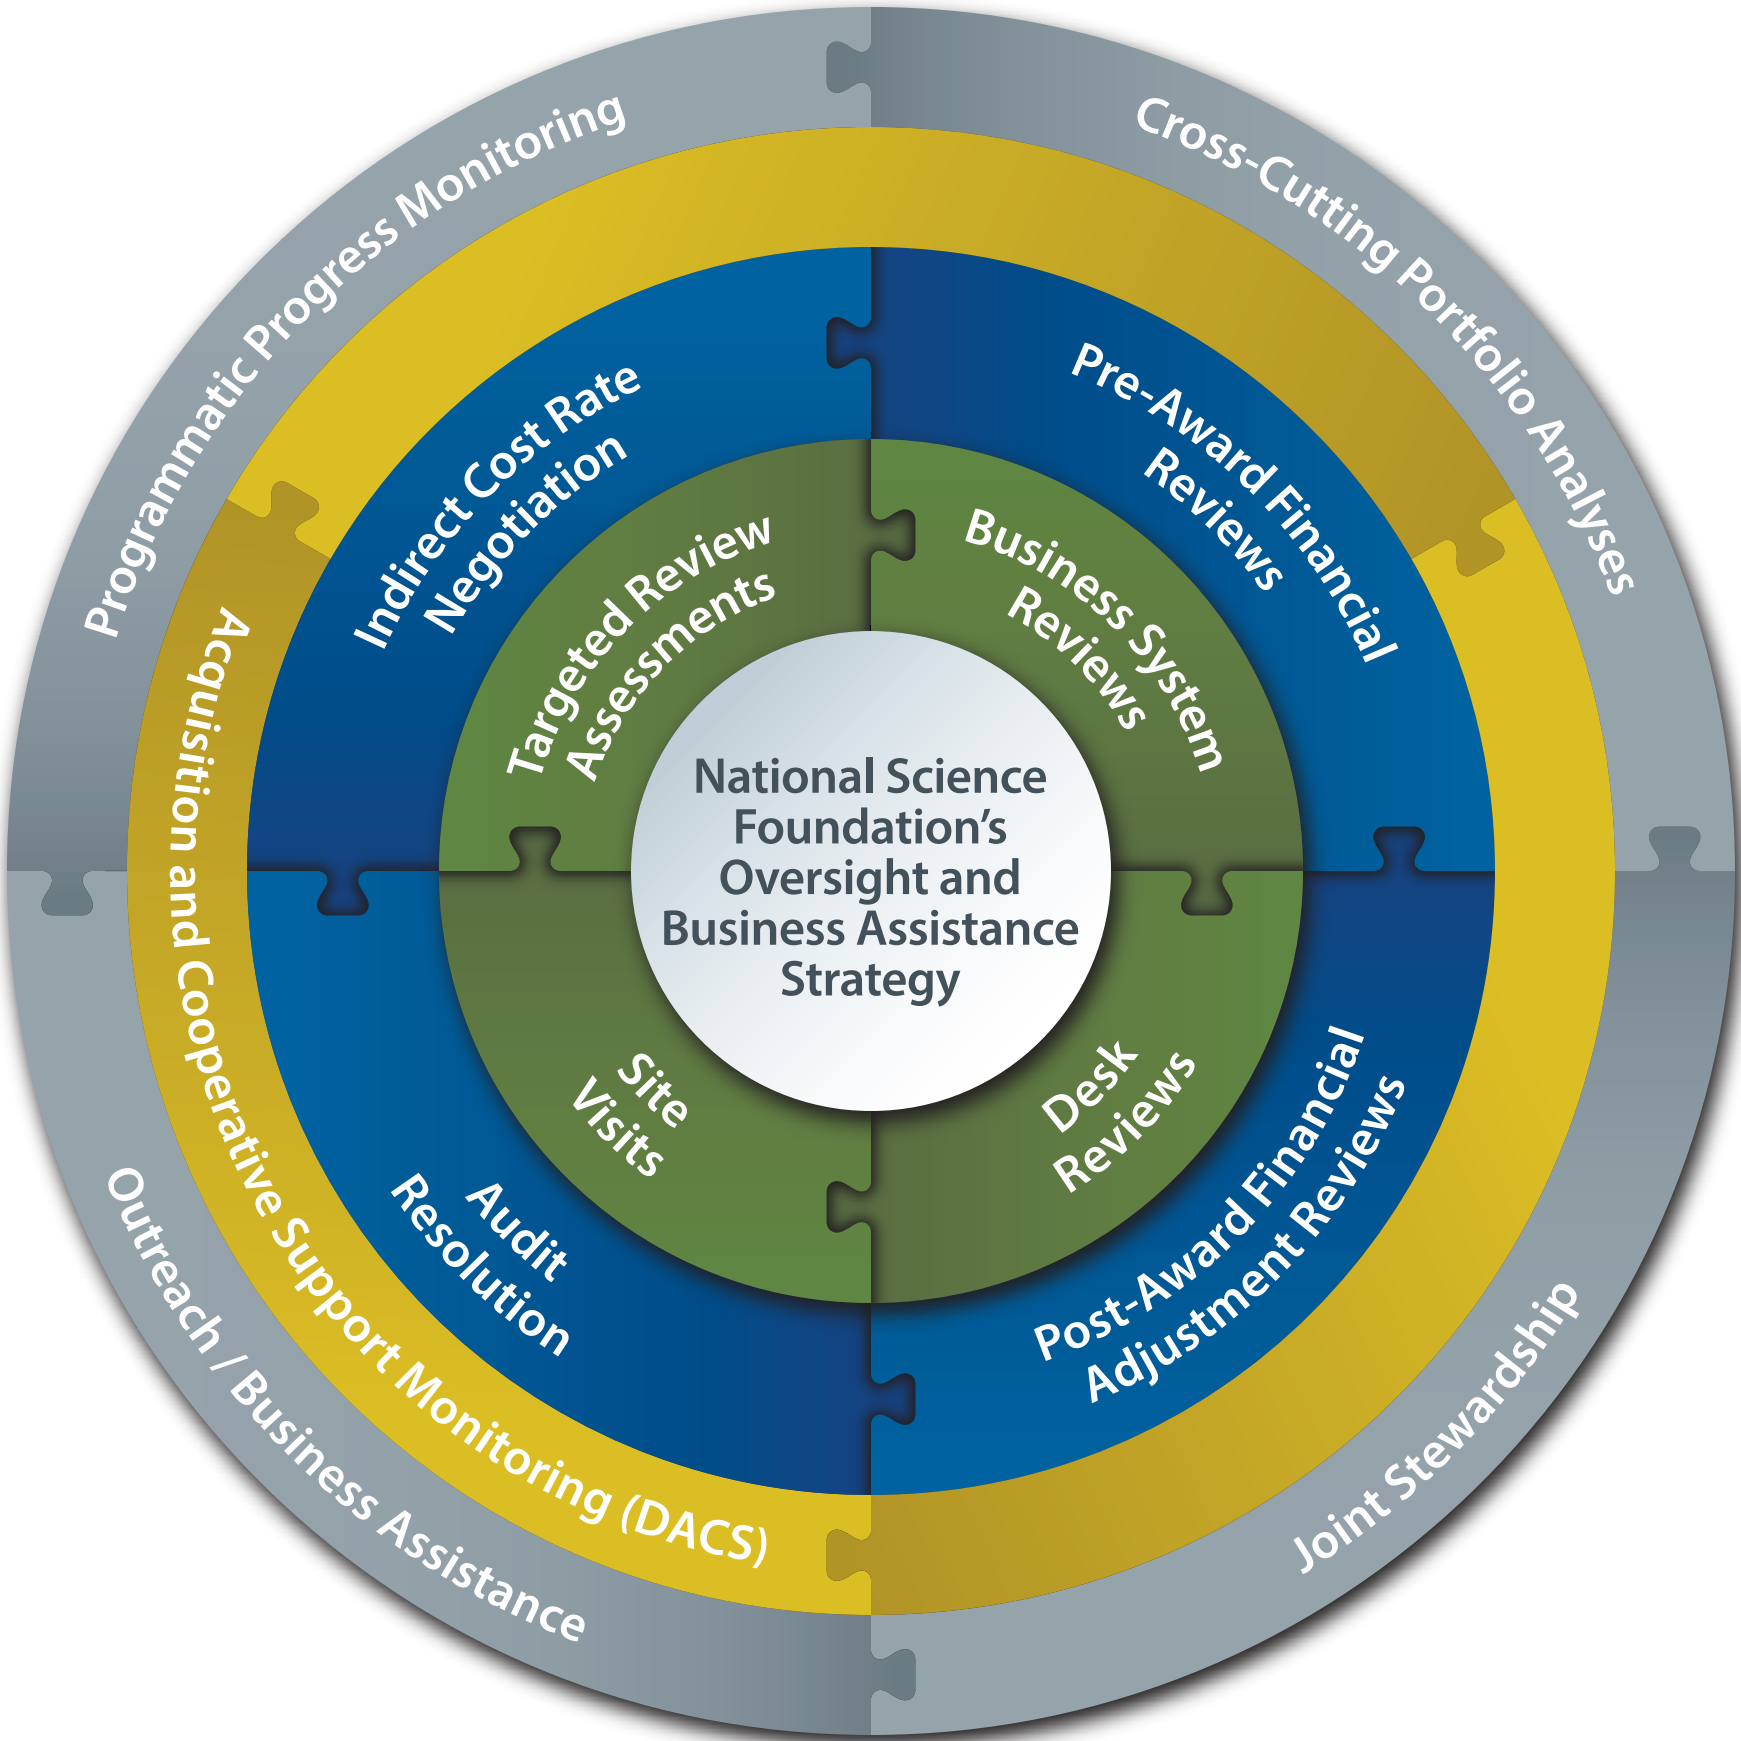 Programmatic Progress Monitoring
Cross-Cutting Portfolio Analyses
Indirect Cost Rate
Negotiation
Pre-Award Financial
Reviews
Targeted Review
Assessments
Business System
Reviews
National Science
Foundation’s
Oversight and
Business Assistance
Strategy
Site
Visits
Desk
Reviews
Audit
Resolution
Post-Award Financial
Adjustment Reviews
Acquisition and Cooperative Support Monitoring (DACS)
Outreach / Business Assistance
Joint Stewardship